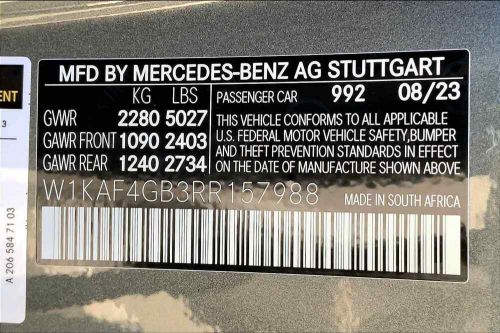 MFD BY MERCEDES-BENZ AG STUTTGART
KG LBS
PASSENGER CAR 992 08/23
GVWR 2280 5027
GAWR FRONT 1090 2403
GAWR REAR 1240 2734
THIS VEHICLE CONFORMS TO ALL APPLICABLE
U.S. FEDERAL MOTOR VEHICLE SAFETY,BUMPER
AND THEFT PREVENTION STANDARDS IN EFFECT
ON THE DATE OF MANUFACTURE SHOWN ABOVE.
W1KAF4GB3RR157988
MADE IN SOUTH AFRICA
ENT
A 206 584 71 03